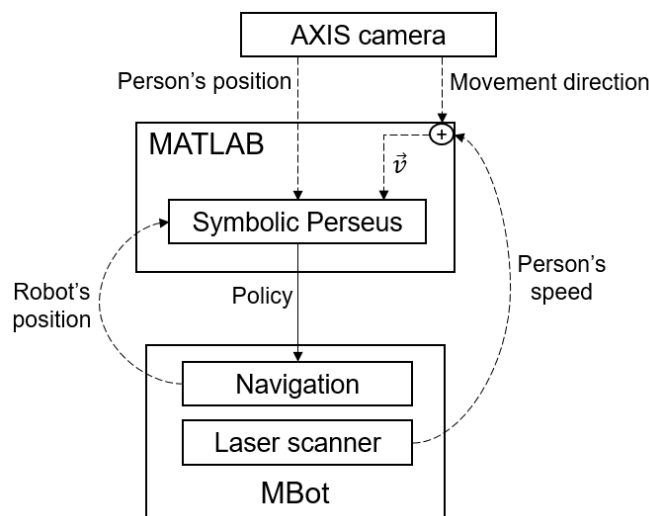 AXIS camera
Person's position
Movement direction
MATLAB
+
v⃗
Symbolic Perseus
Person's
speed
Robot's
position
Policy
Navigation
Laser scanner
MBot